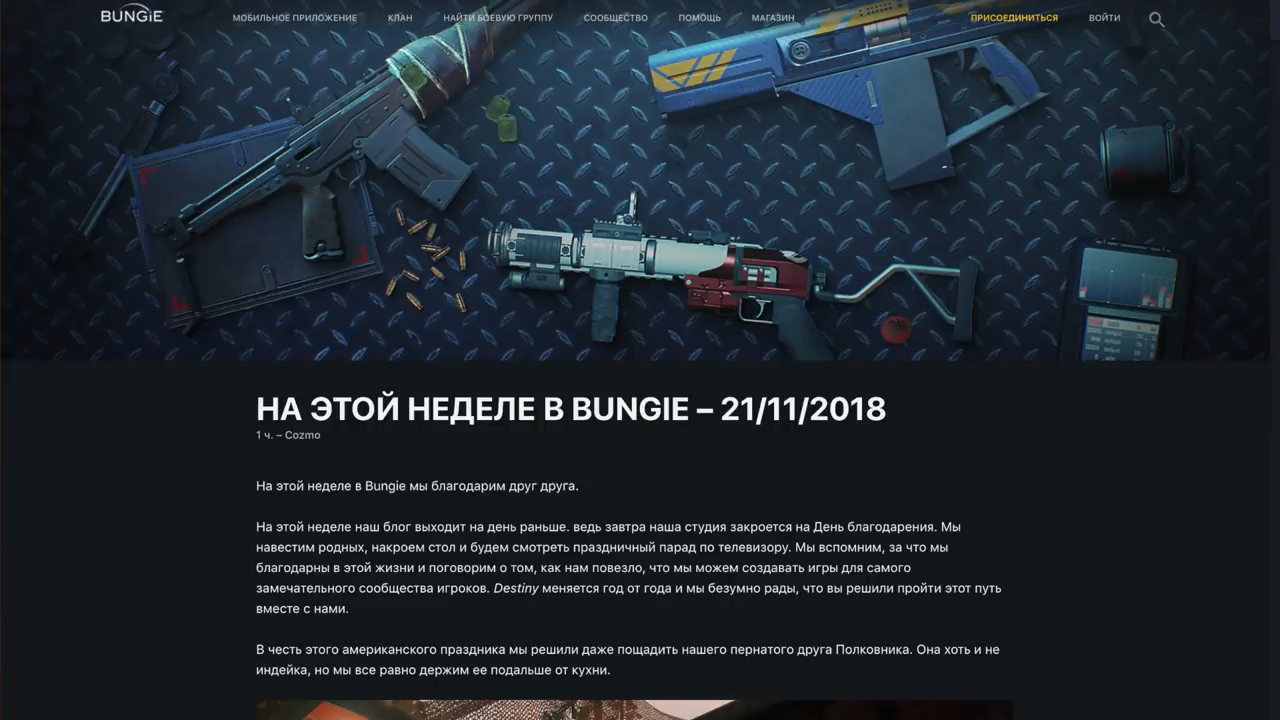 BUNGiE
МОБИЛЬНОЕ ПРИЛОЖЕНИЕ
КЛАН
НАЙТИ БОЕВУЮ ГРУППУ
СООБЩЕСТВО
ПОМОЩЬ
МАГАЗИН
ПРИСОЕДИНИТЬСЯ
ВОЙТИ
НА ЭТОЙ НЕДЕЛЕ В BUNGIE – 21/11/2018
1 ч. – Cozmo
На этой неделе в Bungie мы благодарим друг друга.
На этой неделе наш блог выходит на день раньше. ведь завтра наша студия закроется на День благодарения. Мы
навестим родных, накроем стол и будем смотреть праздничный парад по телевизору. Мы вспомним, за что мы
благодарны в этой жизни и поговорим о том, как нам повезло, что мы можем создавать игры для самого
замечательного сообщества игроков. Destiny меняется год от года и мы безумно рады, что вы решили пройти этот путь
вместе с нами.
В честь этого американского праздника мы решили даже пощадить нашего пернатого друга Полковника. Она хоть и не
индейка, но мы все равно держим ее подальше от кухни.